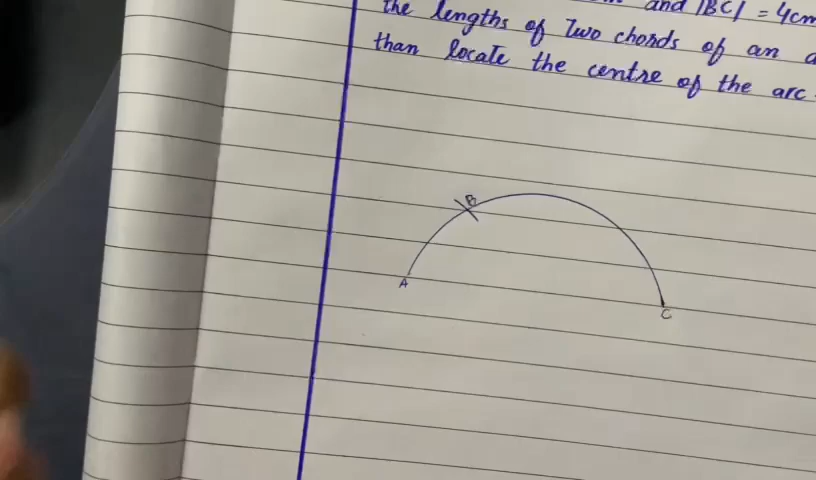 and |BC| = 4cm
the lengths of Two chords of an
than locate the centre of the arc.
B
A
C